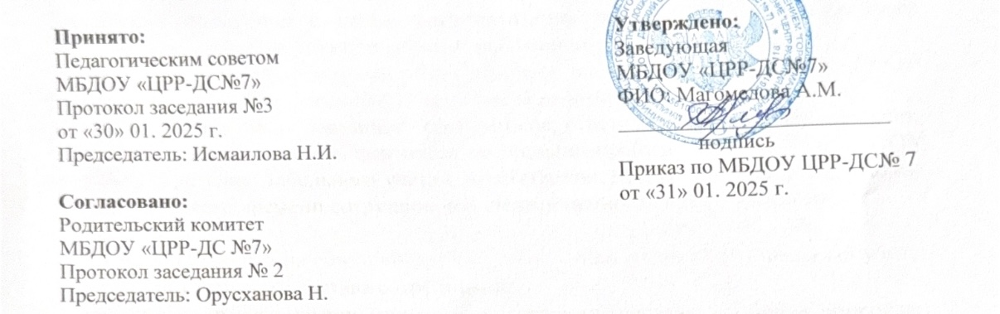 Принято:
Педагогическим советом
МБДОУ «ЦРР-ДС№7»
Протокол заседания №3
от «30» 01. 2025 г.
Председатель: Исмаилова Н.И.
Согласовано:
Родительский комитет
МБДОУ «ЦРР-ДС №7»
Протокол заседания № 2
Председатель: Орусханова Н.
Утверждено:
Заведующая
МБДОУ «ЦРР-ДС№7»
ФИО: Магомедова А.М.
подпись
Приказ по МБДОУ ЦРР-ДС№ 7
от «31» 01. 2025 г.